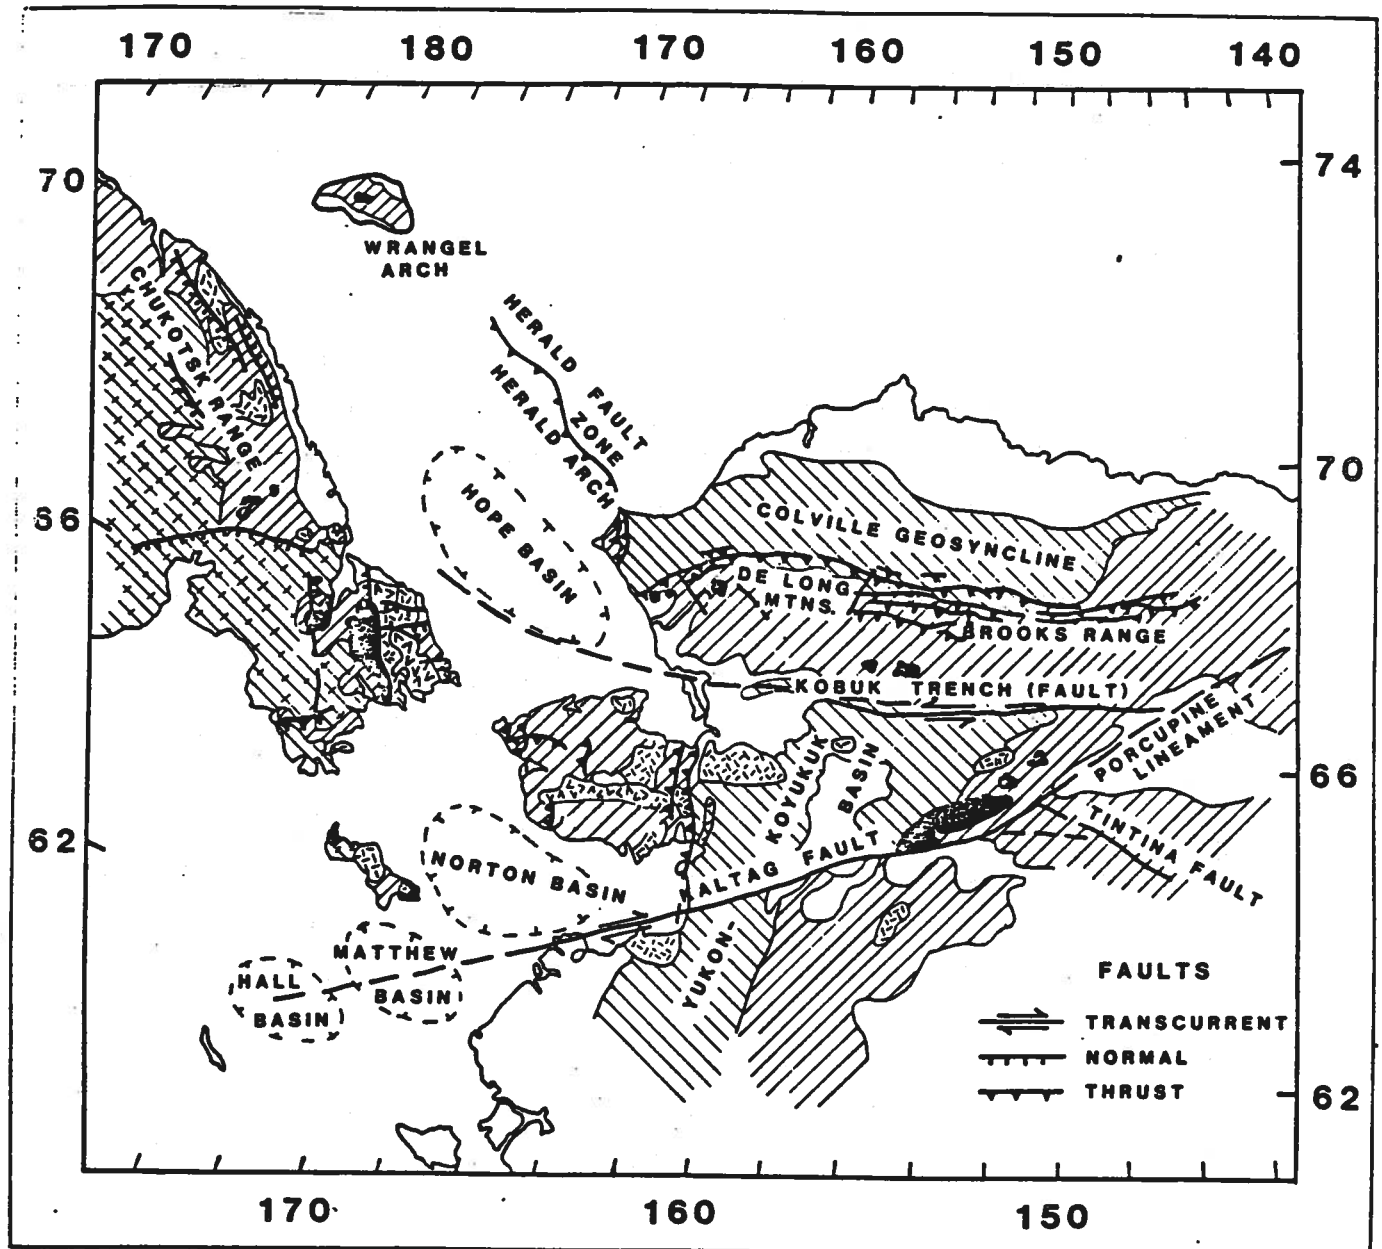 170 180 170 160 150 140
70
74
WRANGEL
ARCH
CHUKOTSK RANGE
HERALD FAULT
ZONE
HERALD ARCH
70
66
HOPE BASIN
COLVILLE GEOSYNCLINE
DE LONG
MTNS.
BROOKS RANGE
KOBUK TRENCH (FAULT)
PORCUPINE
LINEAMENT
66
KOYUKUK
BASIN
TINTINA FAULT
62
NORTON BASIN
KALTAG FAULT
YUKON-
MATTHEW
BASIN
HALL
BASIN
FAULTS
TRANSCURRENT
NORMAL
THRUST
62
170 160 150